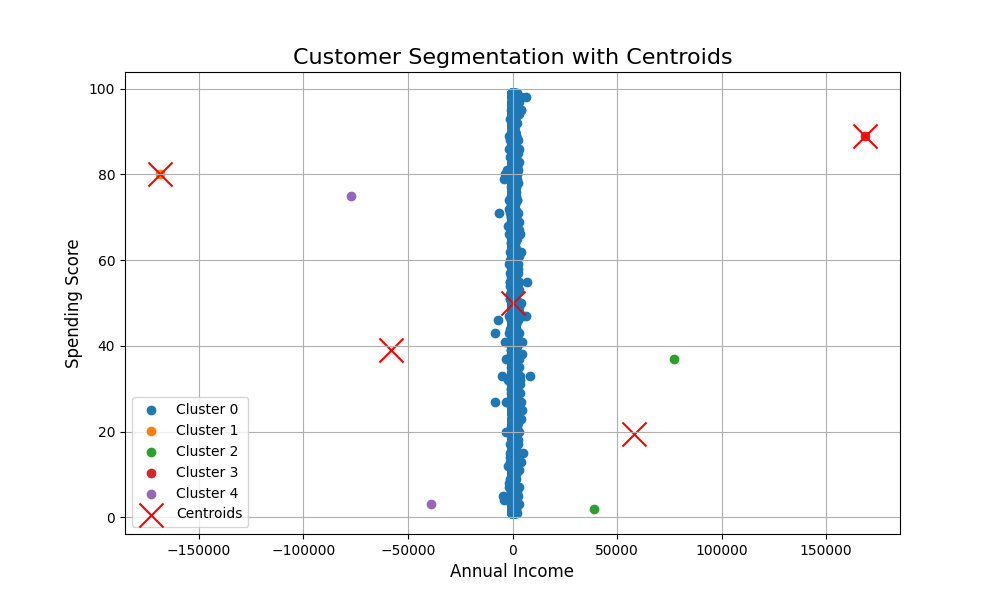 Customer Segmentation with Centroids
100
80
60
40
20
0
Spending Score
Cluster 0
Cluster 1
Cluster 2
Cluster 3
Cluster 4
Centroids
−150000 −100000 −50000 0 50000 100000 150000
Annual Income